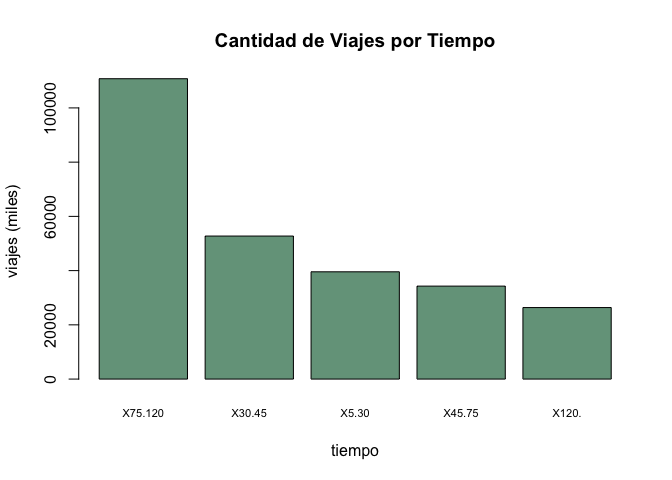 Cantidad de Viajes por Tiempo
viajes (miles)
100000
60000
20000
0
X75.120 X30.45 X5.30 X45.75 X120.
tiempo